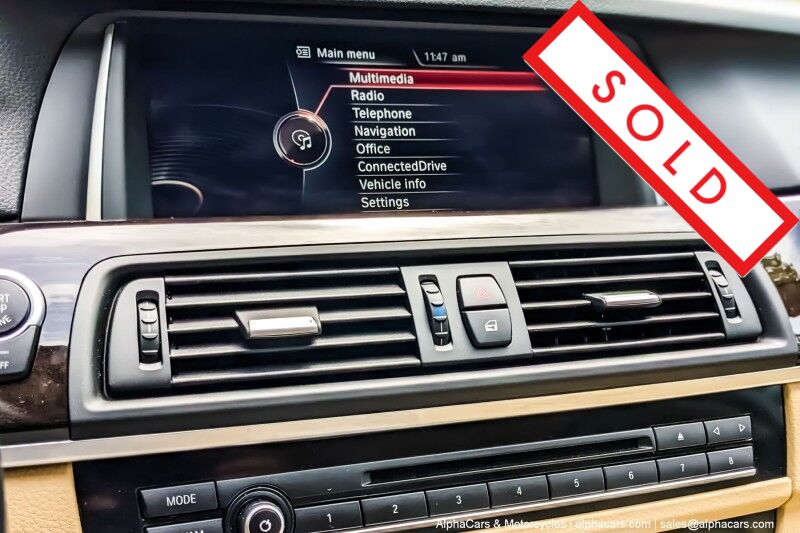 Main menu
11:47 am
Multimedia
Radio
Telephone
Navigation
Office
ConnectedDrive
Vehicle info
Settings
SOLD
MODE
1 2 3 4 5 6 7 8
AlphaCars & Motorcycles | alphacars.com | sales@alphacars.com